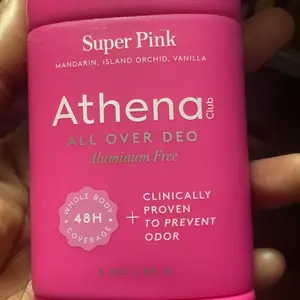 Super Pink
MANDARIN, ISLAND ORCHID, VANILLA
Athena Club
ALL OVER DEO
Aluminum Free
WHOLE BODY
48H
COVERAGE
+
CLINICALLY
PROVEN
TO PREVENT
ODOR